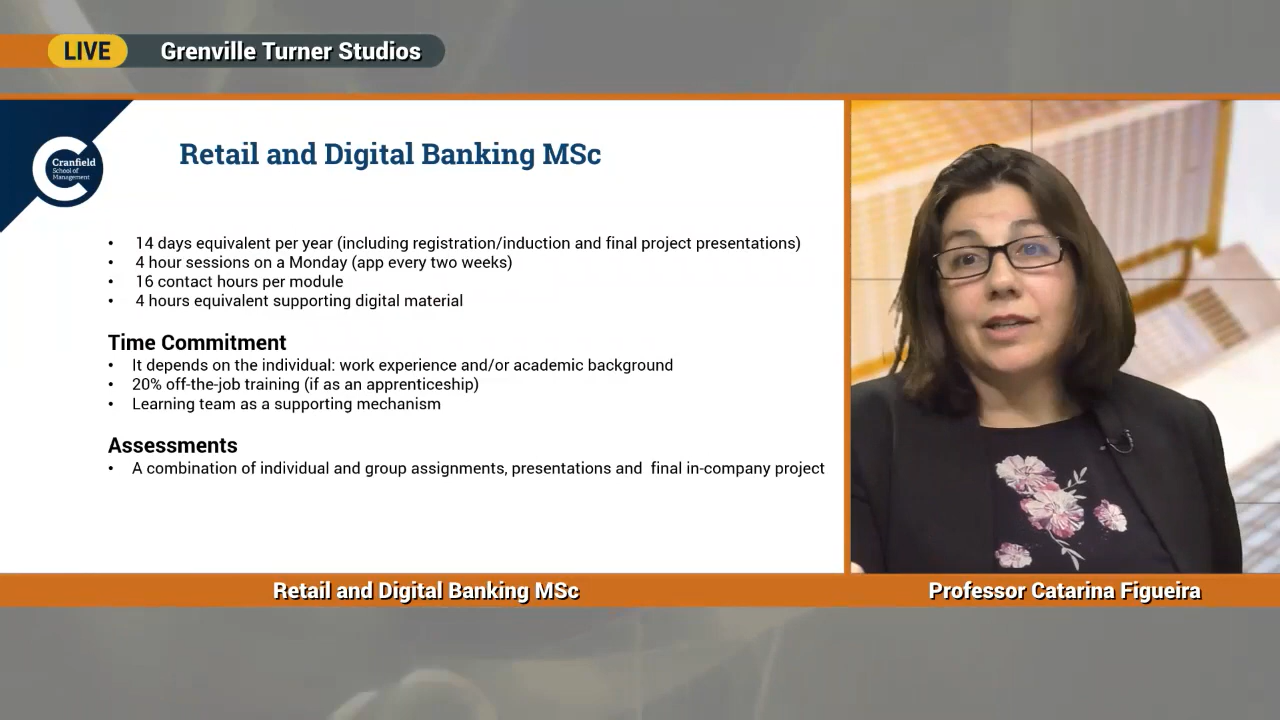 LIVE
Grenville Turner Studios
Cranfield
School of
Management
Retail and Digital Banking MSc
• 14 days equivalent per year (including registration/induction and final project presentations)
• 4 hour sessions on a Monday (app every two weeks)
• 16 contact hours per module
• 4 hours equivalent supporting digital material
Time Commitment
• It depends on the individual: work experience and/or academic background
• 20% off-the-job training (if as an apprenticeship)
• Learning team as a supporting mechanism
Assessments
• A combination of individual and group assignments, presentations and  final in-company project
Retail and Digital Banking MSc
Professor Catarina Figueira